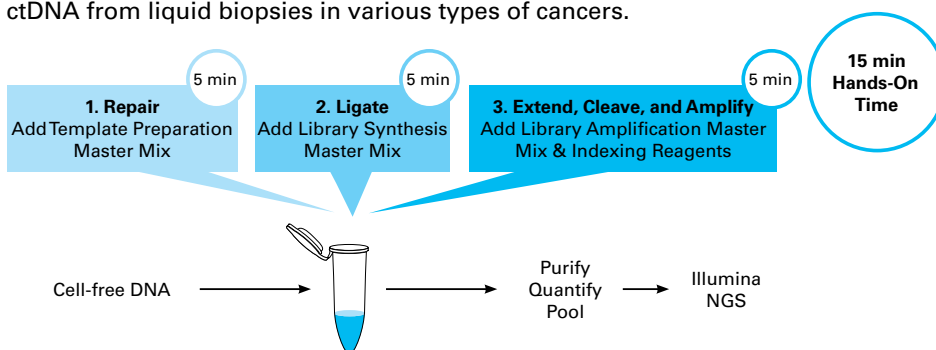 ctDNA from liquid biopsies in various types of cancers.
5 min
1. Repair
Add Template Preparation
Master Mix
5 min
2. Ligate
Add Library Synthesis
Master Mix
5 min
3. Extend, Cleave, and Amplify
Add Library Amplification Master
Mix & Indexing Reagents
15 min
Hands-On
Time
Cell-free DNA
Purify
Quantify
Pool
Illumina
NGS